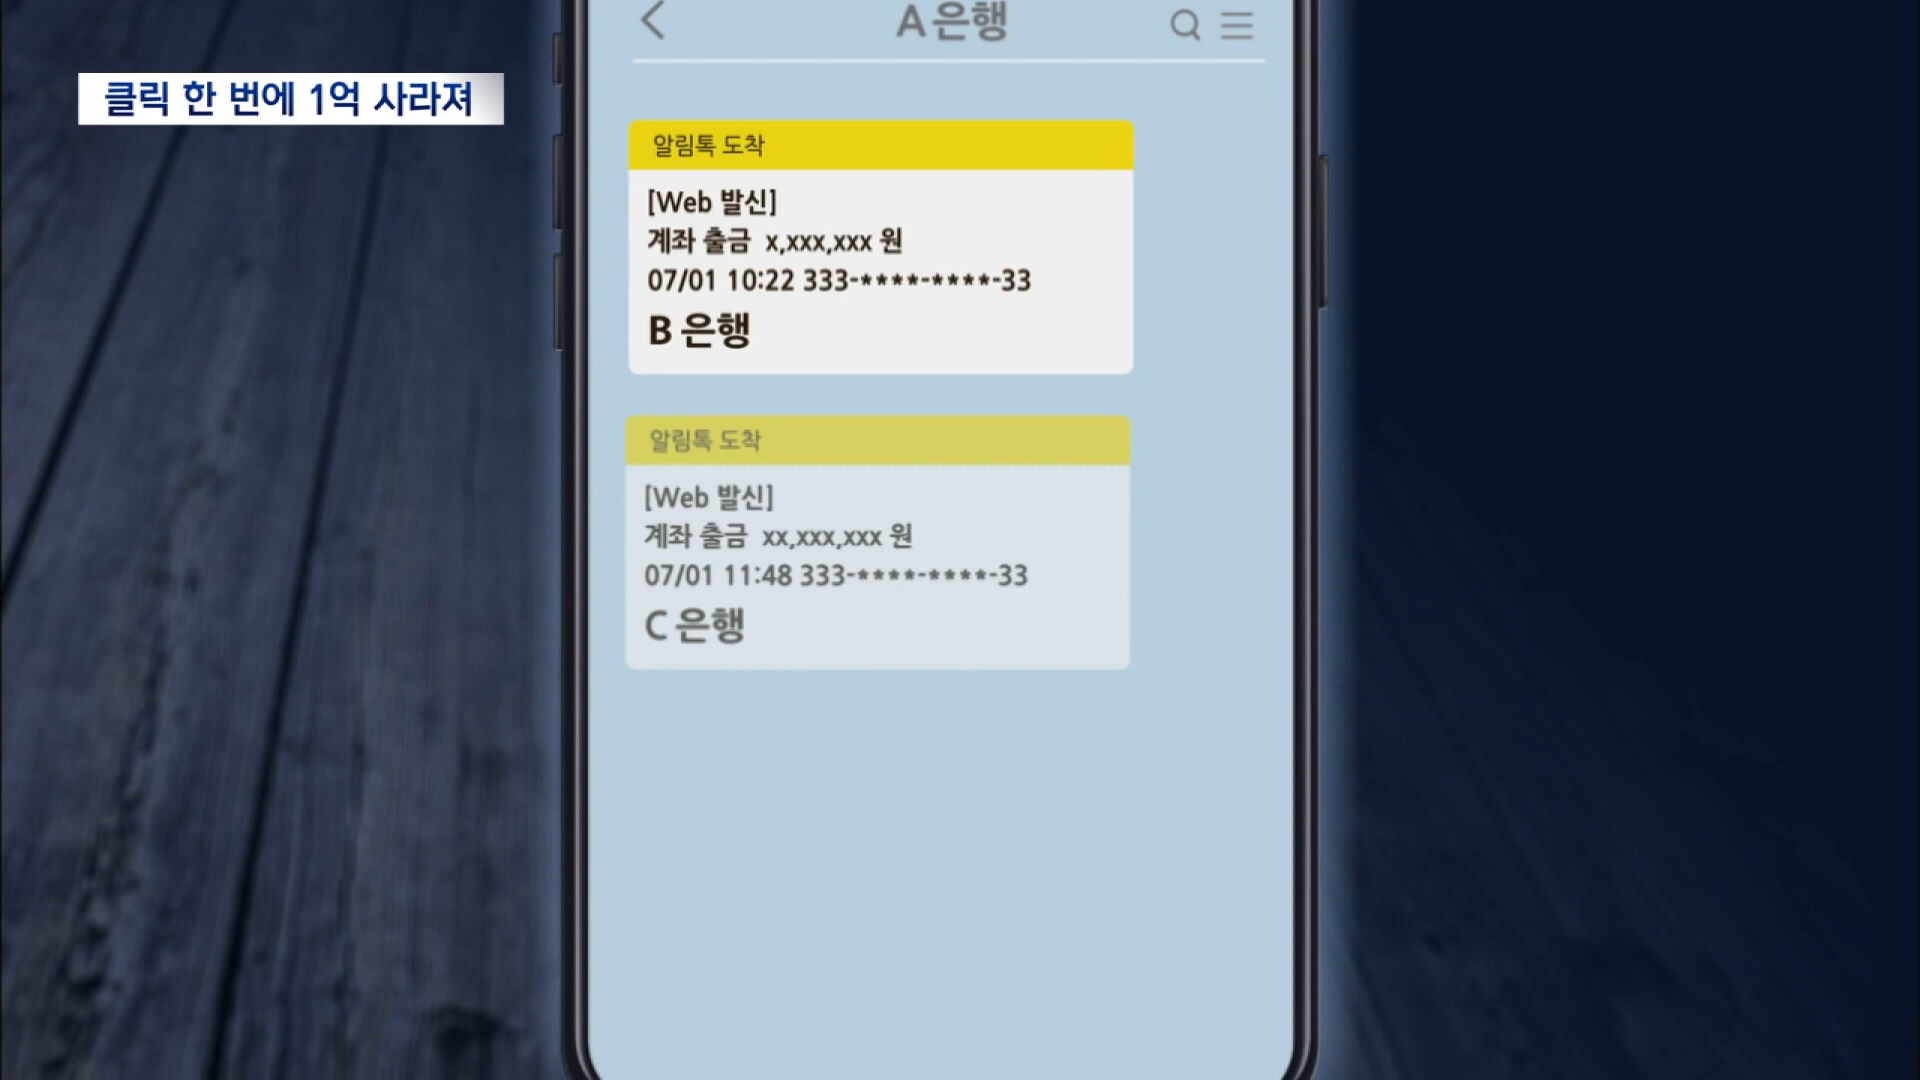 A 은행
클릭 한 번에 1억 사라져
알림톡 도착
[Web 발신]
계좌 출금 x,xxx,xxx 원
07/01 10:22 333-****-****-33
B 은행
알림톡 도착
[Web 발신]
계좌 출금 xx,xxx,xxx 원
07/01 11:48 333-****-****-33
C 은행